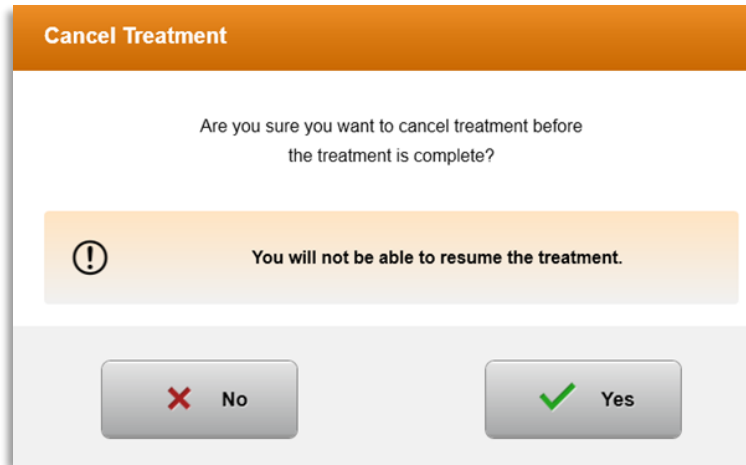 Cancel Treatment
Are you sure you want to cancel treatment before
the treatment is complete?
You will not be able to resume the treatment.
No
Yes